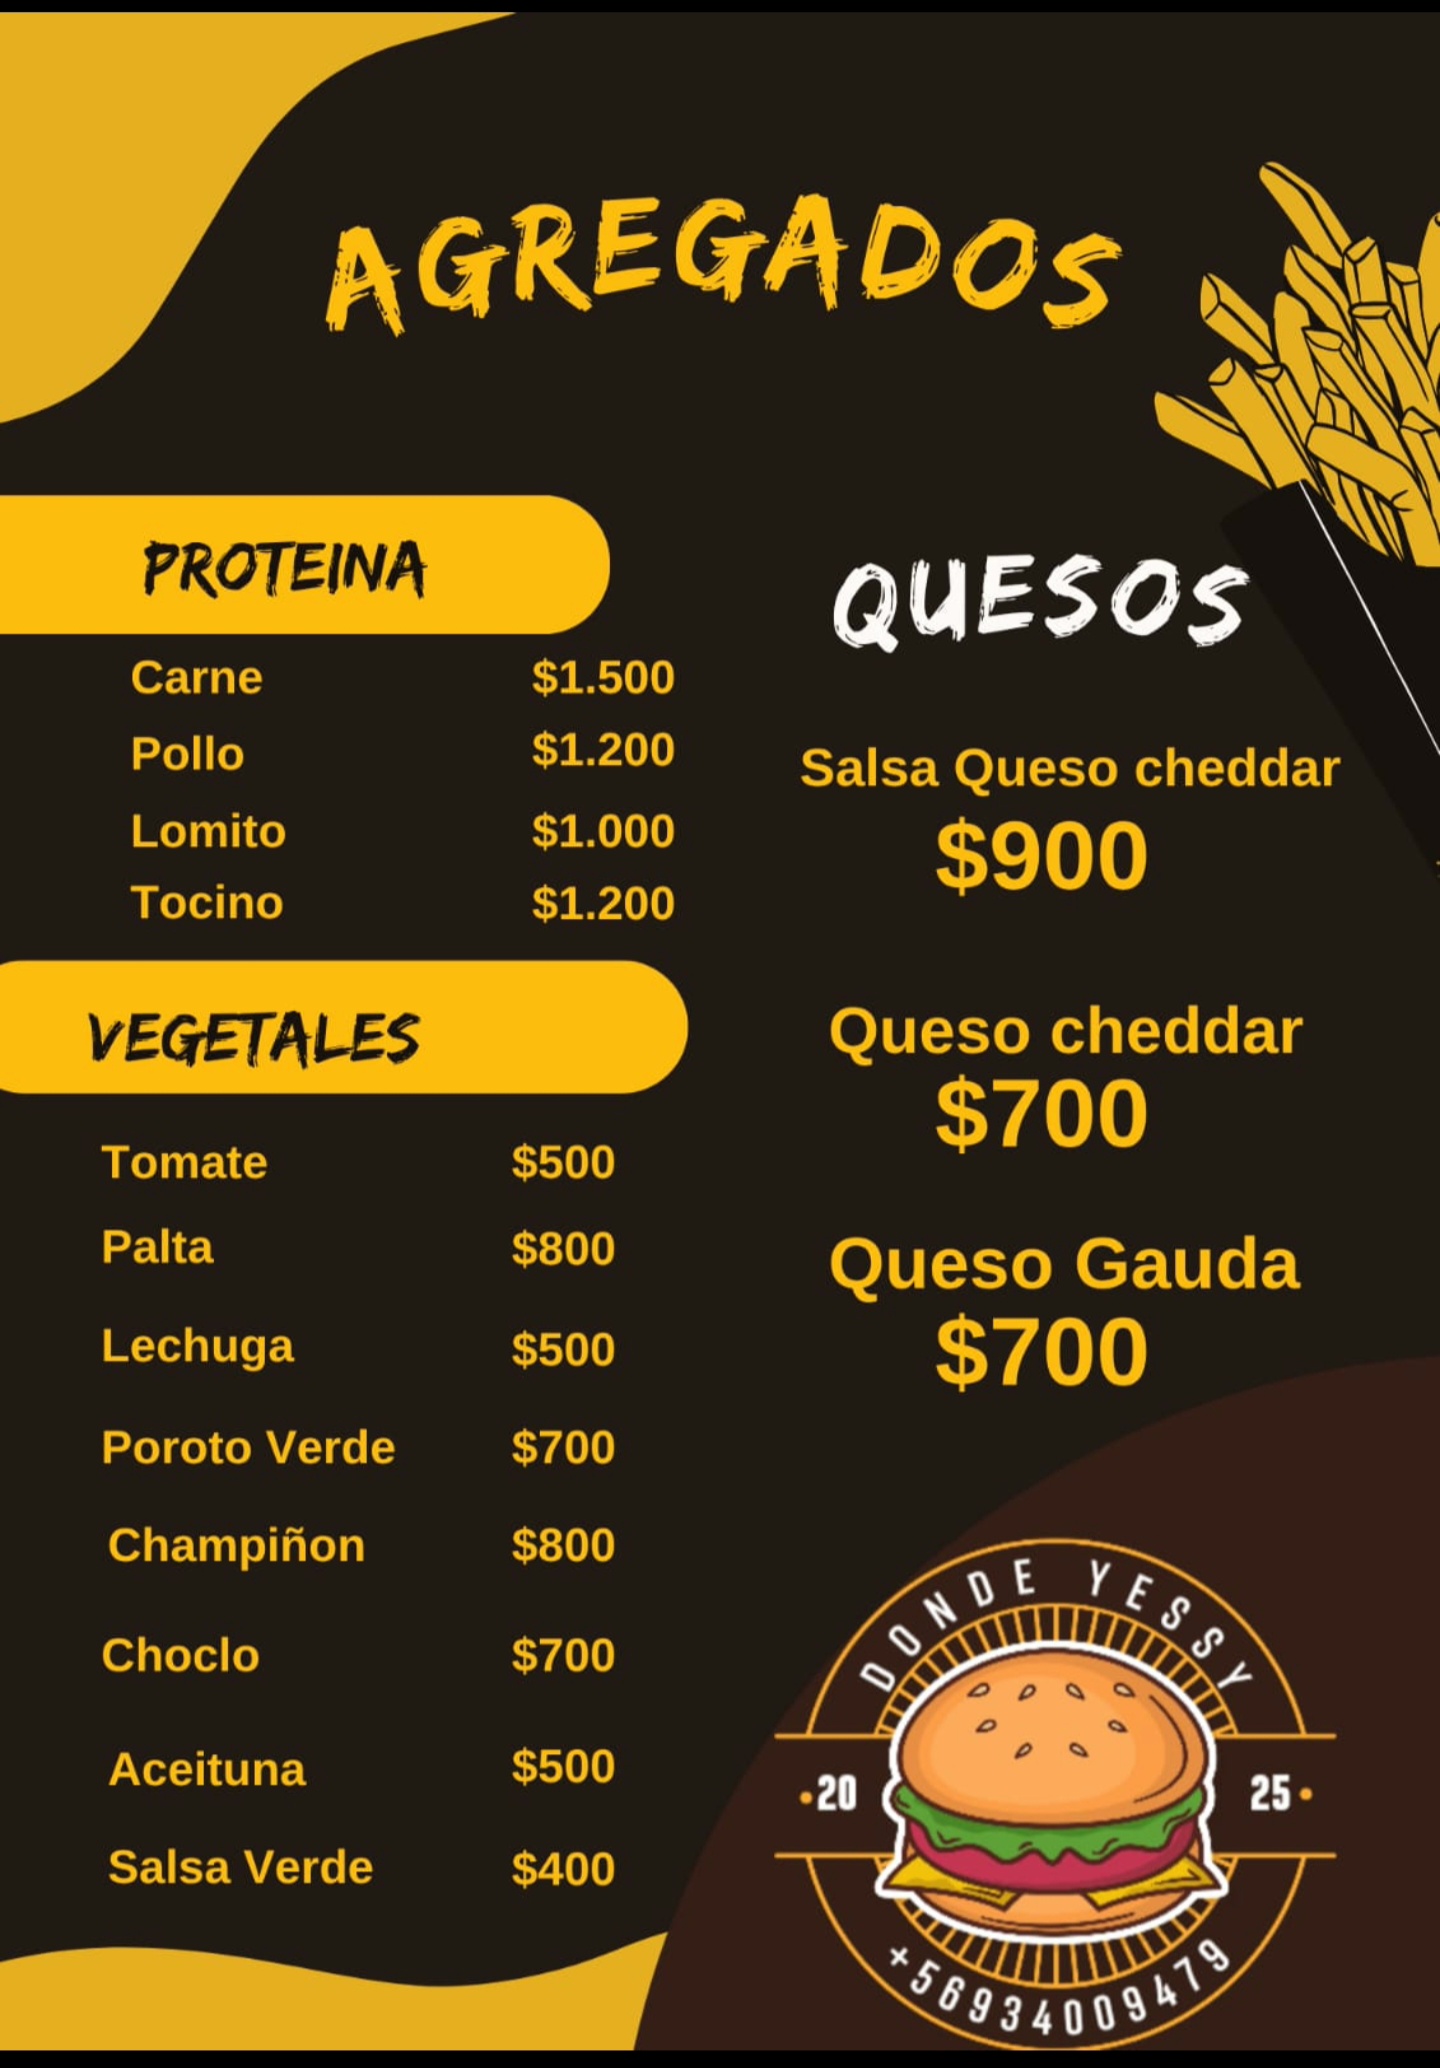 AGREGADOS
PROTEINA
Carne $1.500
Pollo $1.200
Lomito $1.000
Tocino $1.200
VEGETALES
Tomate $500
Palta $800
Lechuga $500
Poroto Verde $700
Champiñon $800
Choclo $700
Aceituna $500
Salsa Verde $400
QUESOS
Salsa Queso cheddar
$900
Queso cheddar
$700
Queso Gauda
$700
DONDE YESSY
20 25
+56934009479